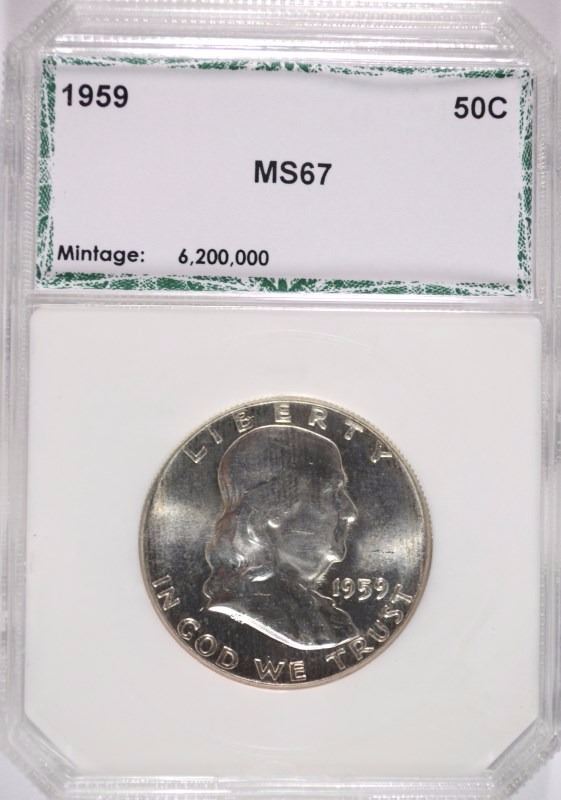 1959 50C
MS67
Mintage: 6,200,000
LIBERTY
1959
IN GOD WE TRUST